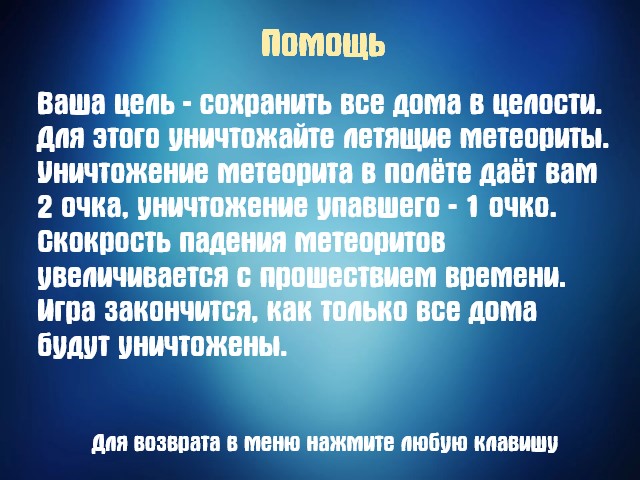 Помощь
Ваша цель - сохранить все дома в целости.
Для этого уничтожайте летящие метеориты.
Уничтожение метеорита в полёте даёт вам
2 очка, уничтожение упавшего - 1 очко.
Скокрость падения метеоритов
увеличивается с прошествием времени.
Игра закончится, как только все дома
будут уничтожены.
Для возврата в меню нажмите любую клавишу